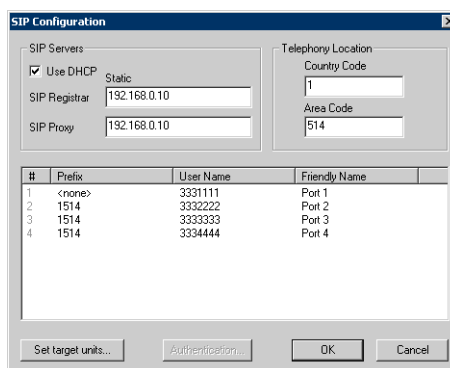 SIP Configuration
SIP Servers
Use DHCP
Static
SIP Registrar 192.168.0.10
SIP Proxy 192.168.0.10
Telephony Location
Country Code
1
Area Code
514
# Prefix User Name Friendly Name
1 <none> 3331111 Port 1
2 1514 3332222 Port 2
3 1514 3333333 Port 3
4 1514 3334444 Port 4
Set target units... Authentication... OK Cancel